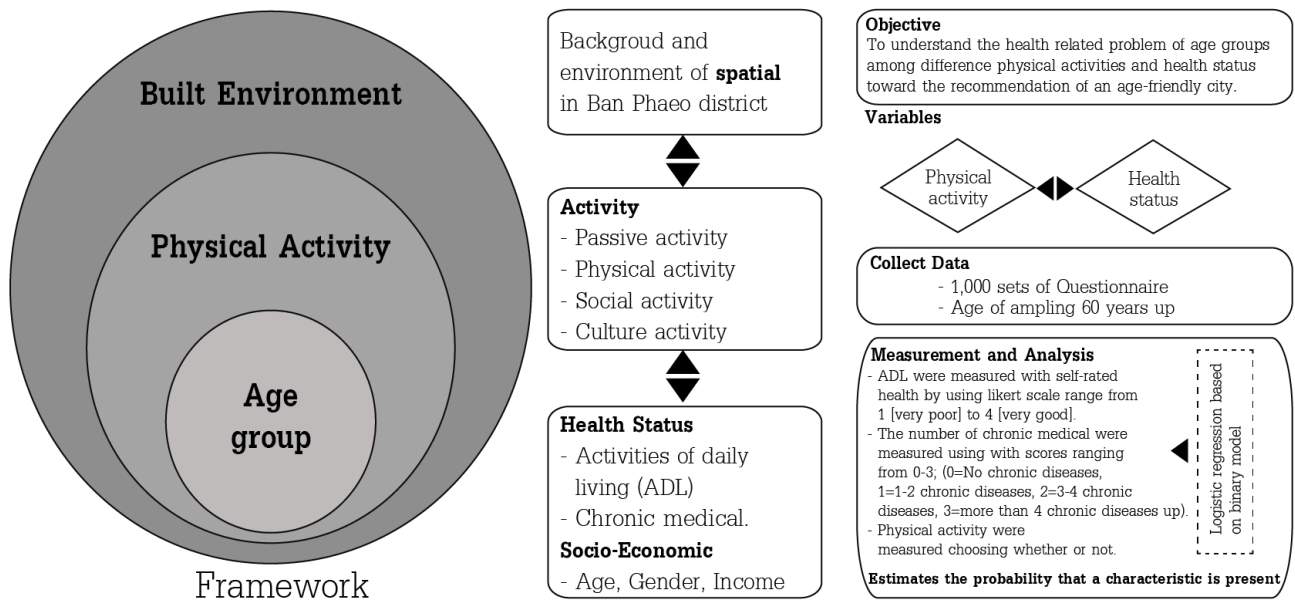 Built Environment
Physical Activity
Age
group
Framework
Backgroud and
environment of spatial
in Ban Phaeo district
Activity
- Passive activity
- Physical activity
- Social activity
- Culture activity
Health Status
- Activities of daily
living (ADL)
- Chronic medical.
Socio-Economic
- Age, Gender, Income
Objective
To understand the health related problem of age groups
among difference physical activities and health status
toward the recommendation of an age-friendly city.
Variables
Physical
activity
Health
status
Collect Data
- 1,000 sets of Questionnaire
- Age of ampling 60 years up
Measurement and Analysis
- ADL were measured with self-rated
health by using likert scale range from
1 [very poor] to 4 [very good].
- The number of chronic medical were
measured using with scores ranging
from 0-3; (0=No chronic diseases,
1=1-2 chronic diseases, 2=3-4 chronic
diseases, 3=more than 4 chronic diseases up).
- Physical activity were
measured choosing whether or not.
Logistic regression based
on binary model
Estimates the probability that a characteristic is present